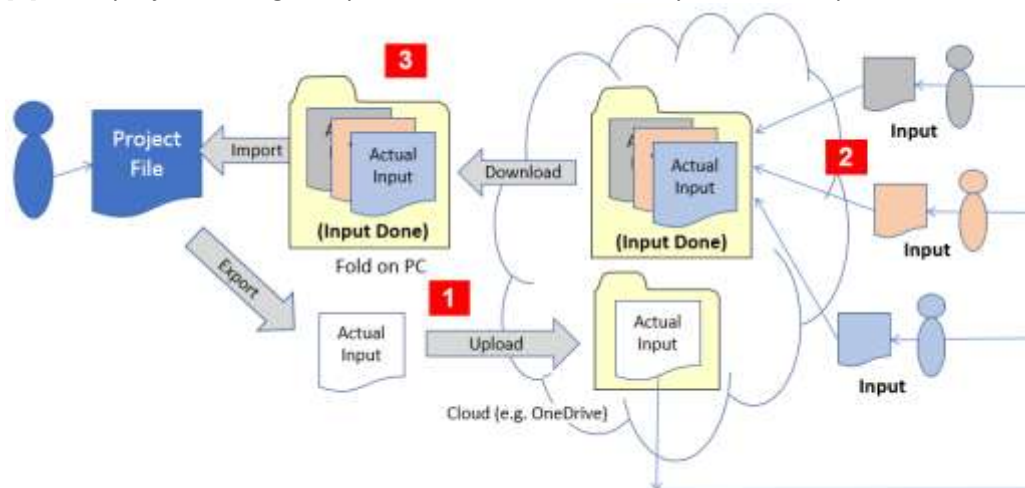 3
Project
File
Import
Actual
Input
(Input Done)
Fold on PC
Download
Actual
Input
(Input Done)
Input
2
Input
Input
Export
1
Actual
Input
Upload
Actual
Input
Cloud (e.g. OneDrive)